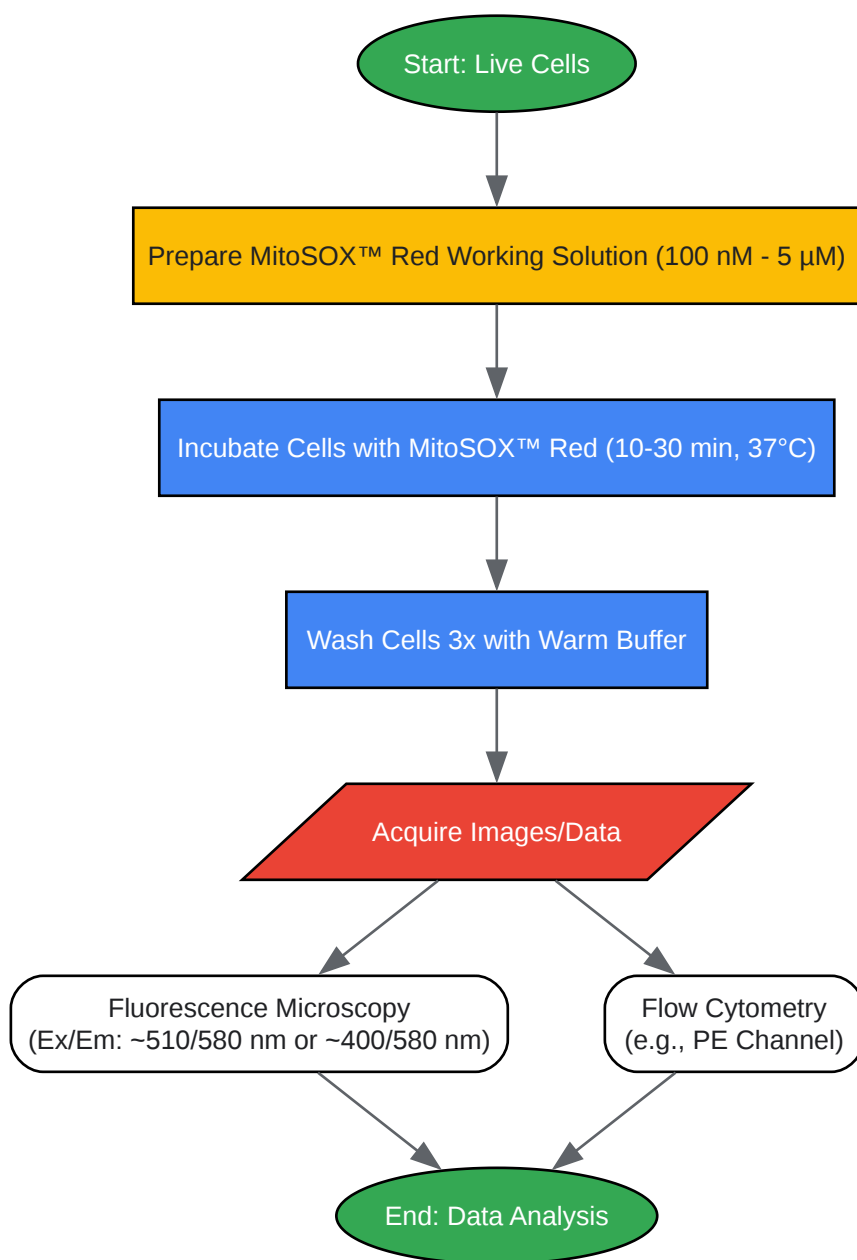 Start: Live Cells
Prepare MitoSOX™ Red Working Solution (100 nM - 5 µM)
Incubate Cells with MitoSOX™ Red (10-30 min, 37°C)
Wash Cells 3x with Warm Buffer
Acquire Images/Data
Fluorescence Microscopy
(Ex/Em: ~510/580 nm or ~400/580 nm)
Flow Cytometry
(e.g., PE Channel)
End: Data Analysis